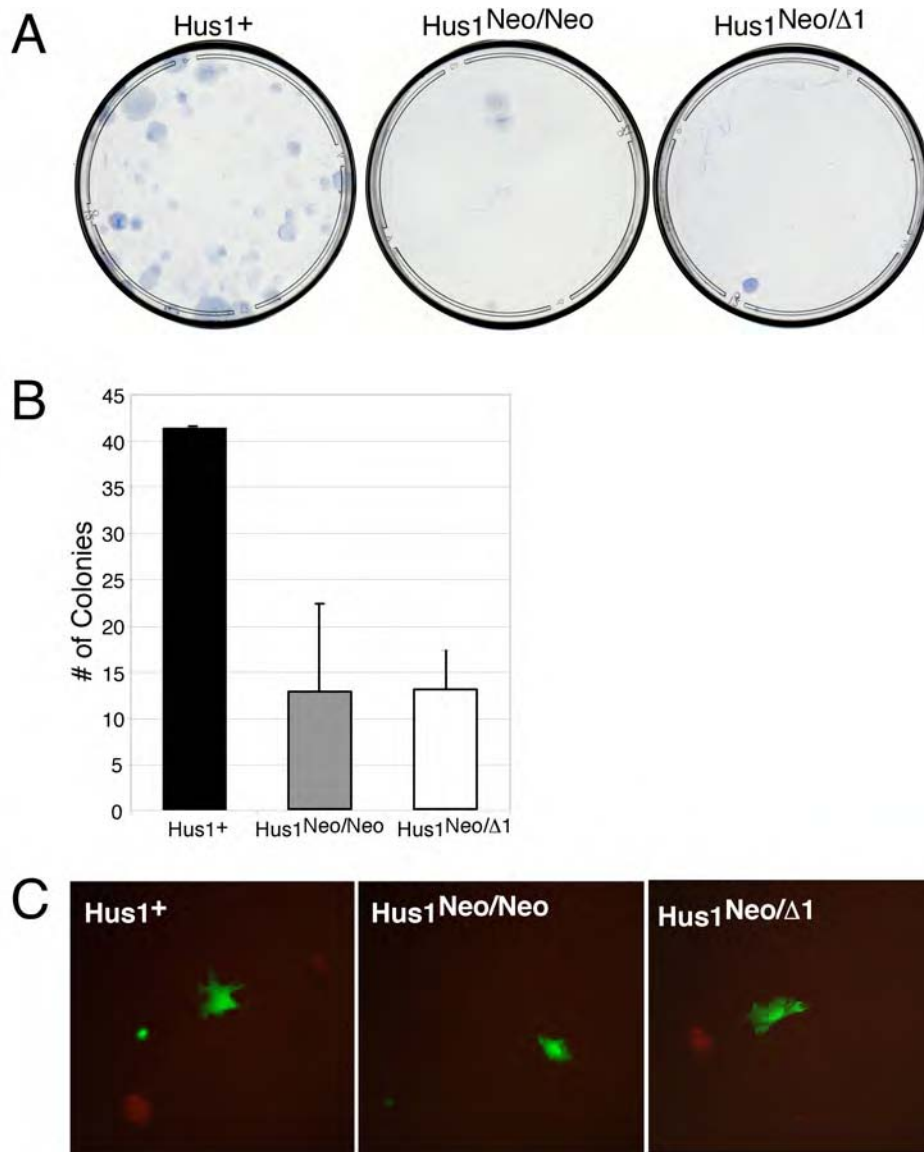 A
Hus1+
Hus1Neo/Neo
Hus1Neo/Δ1
B
# of Colonies
45
40
35
30
25
20
15
10
5
0
Hus1+
Hus1Neo/Neo
Hus1Neo/Δ1
C
Hus1+
Hus1Neo/Neo
Hus1Neo/Δ1